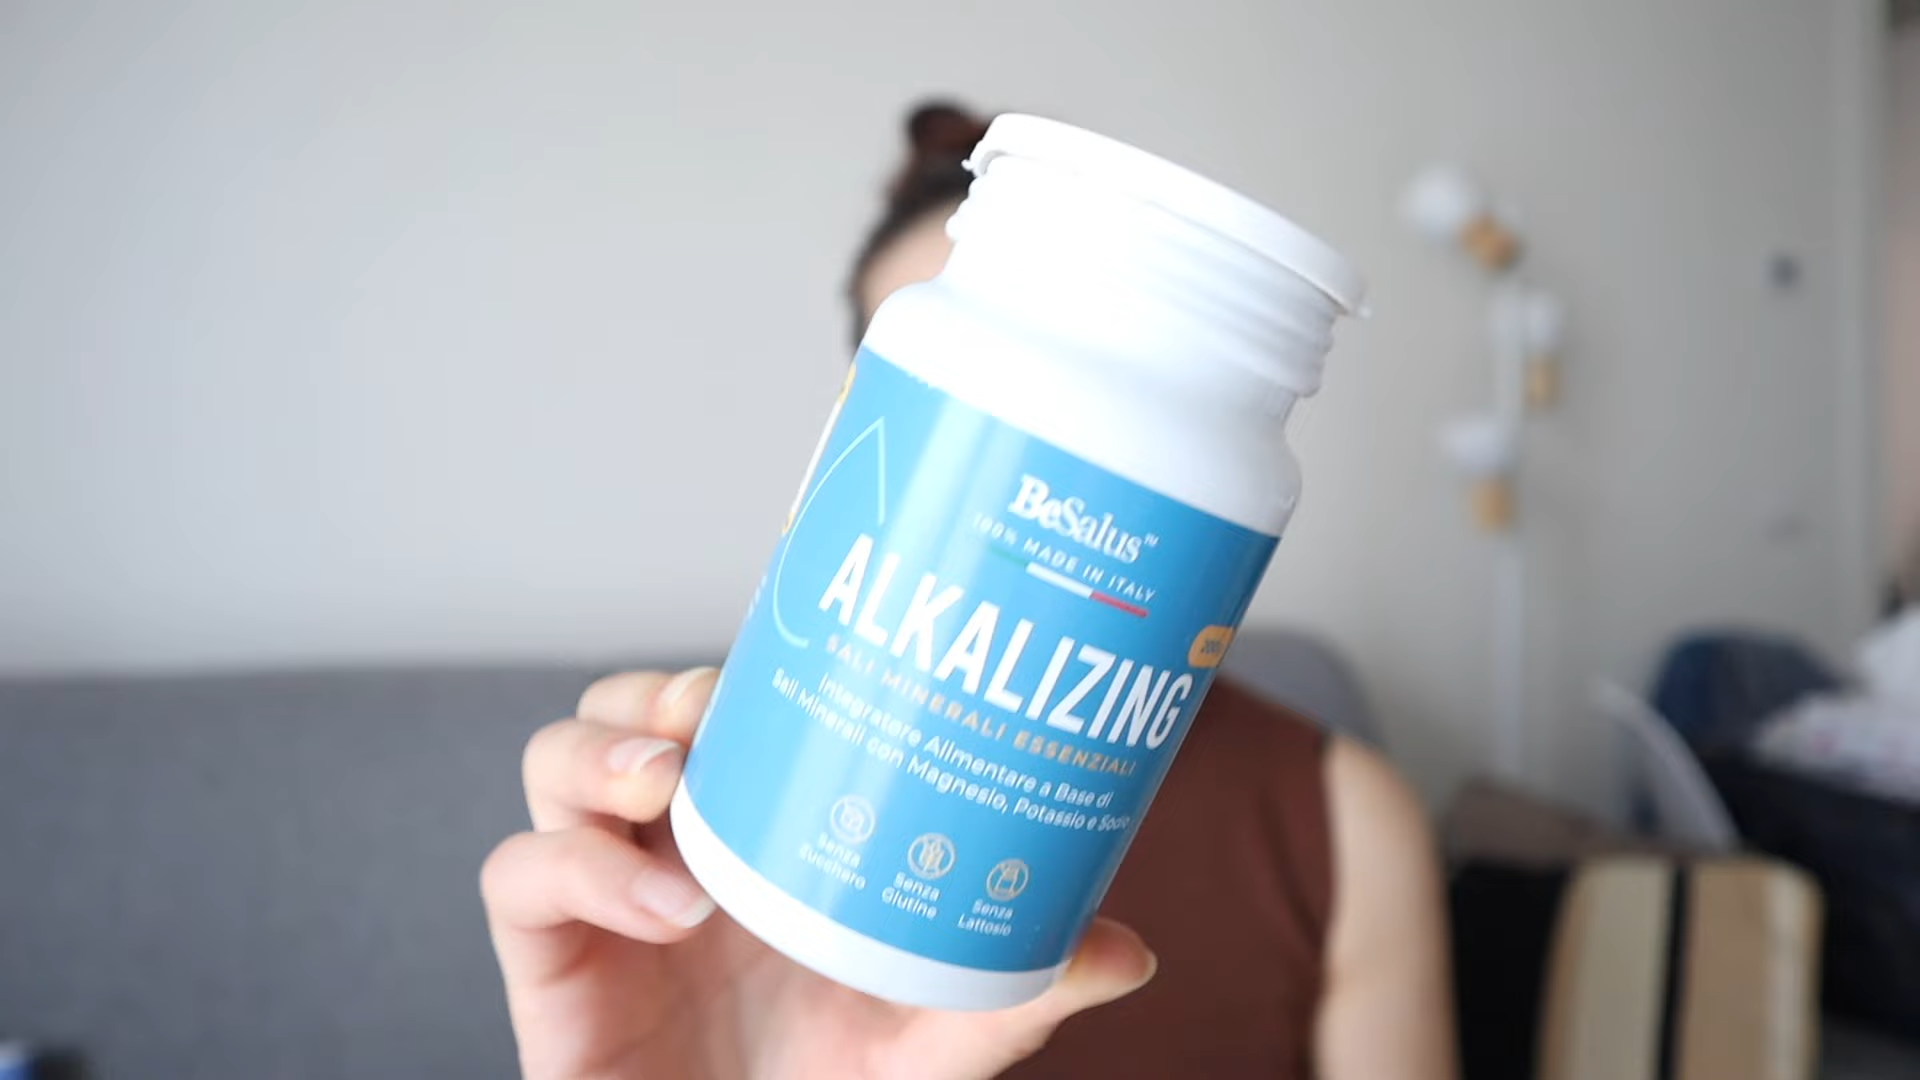 BeSalus™
100% MADE IN ITALY
ALKALIZING
SALI MINERALI ESSENZIALI
Integratore Alimentare a Base di
Sali Minerali con Magnesio, Potassio e Sodio
Senza
Zucchero
Senza
Glutine
Senza
Lattosio